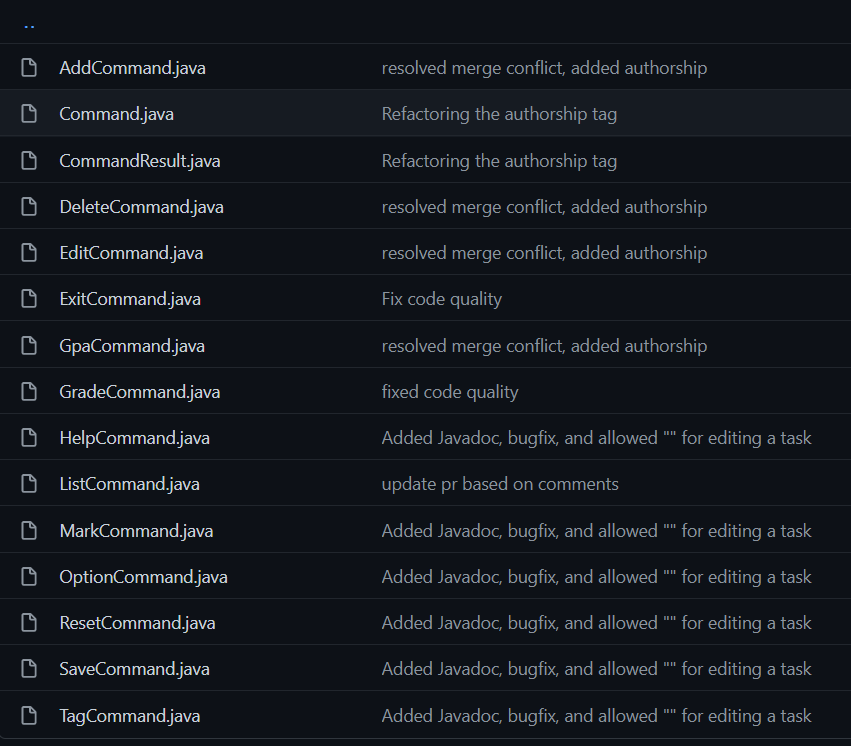 ..
AddCommand.java resolved merge conflict, added authorship
Command.java Refactoring the authorship tag
CommandResult.java Refactoring the authorship tag
DeleteCommand.java resolved merge conflict, added authorship
EditCommand.java resolved merge conflict, added authorship
ExitCommand.java Fix code quality
GpaCommand.java resolved merge conflict, added authorship
GradeCommand.java fixed code quality
HelpCommand.java Added Javadoc, bugfix, and allowed "" for editing a task
ListCommand.java update pr based on comments
MarkCommand.java Added Javadoc, bugfix, and allowed "" for editing a task
OptionCommand.java Added Javadoc, bugfix, and allowed "" for editing a task
ResetCommand.java Added Javadoc, bugfix, and allowed "" for editing a task
SaveCommand.java Added Javadoc, bugfix, and allowed "" for editing a task
TagCommand.java Added Javadoc, bugfix, and allowed "" for editing a task